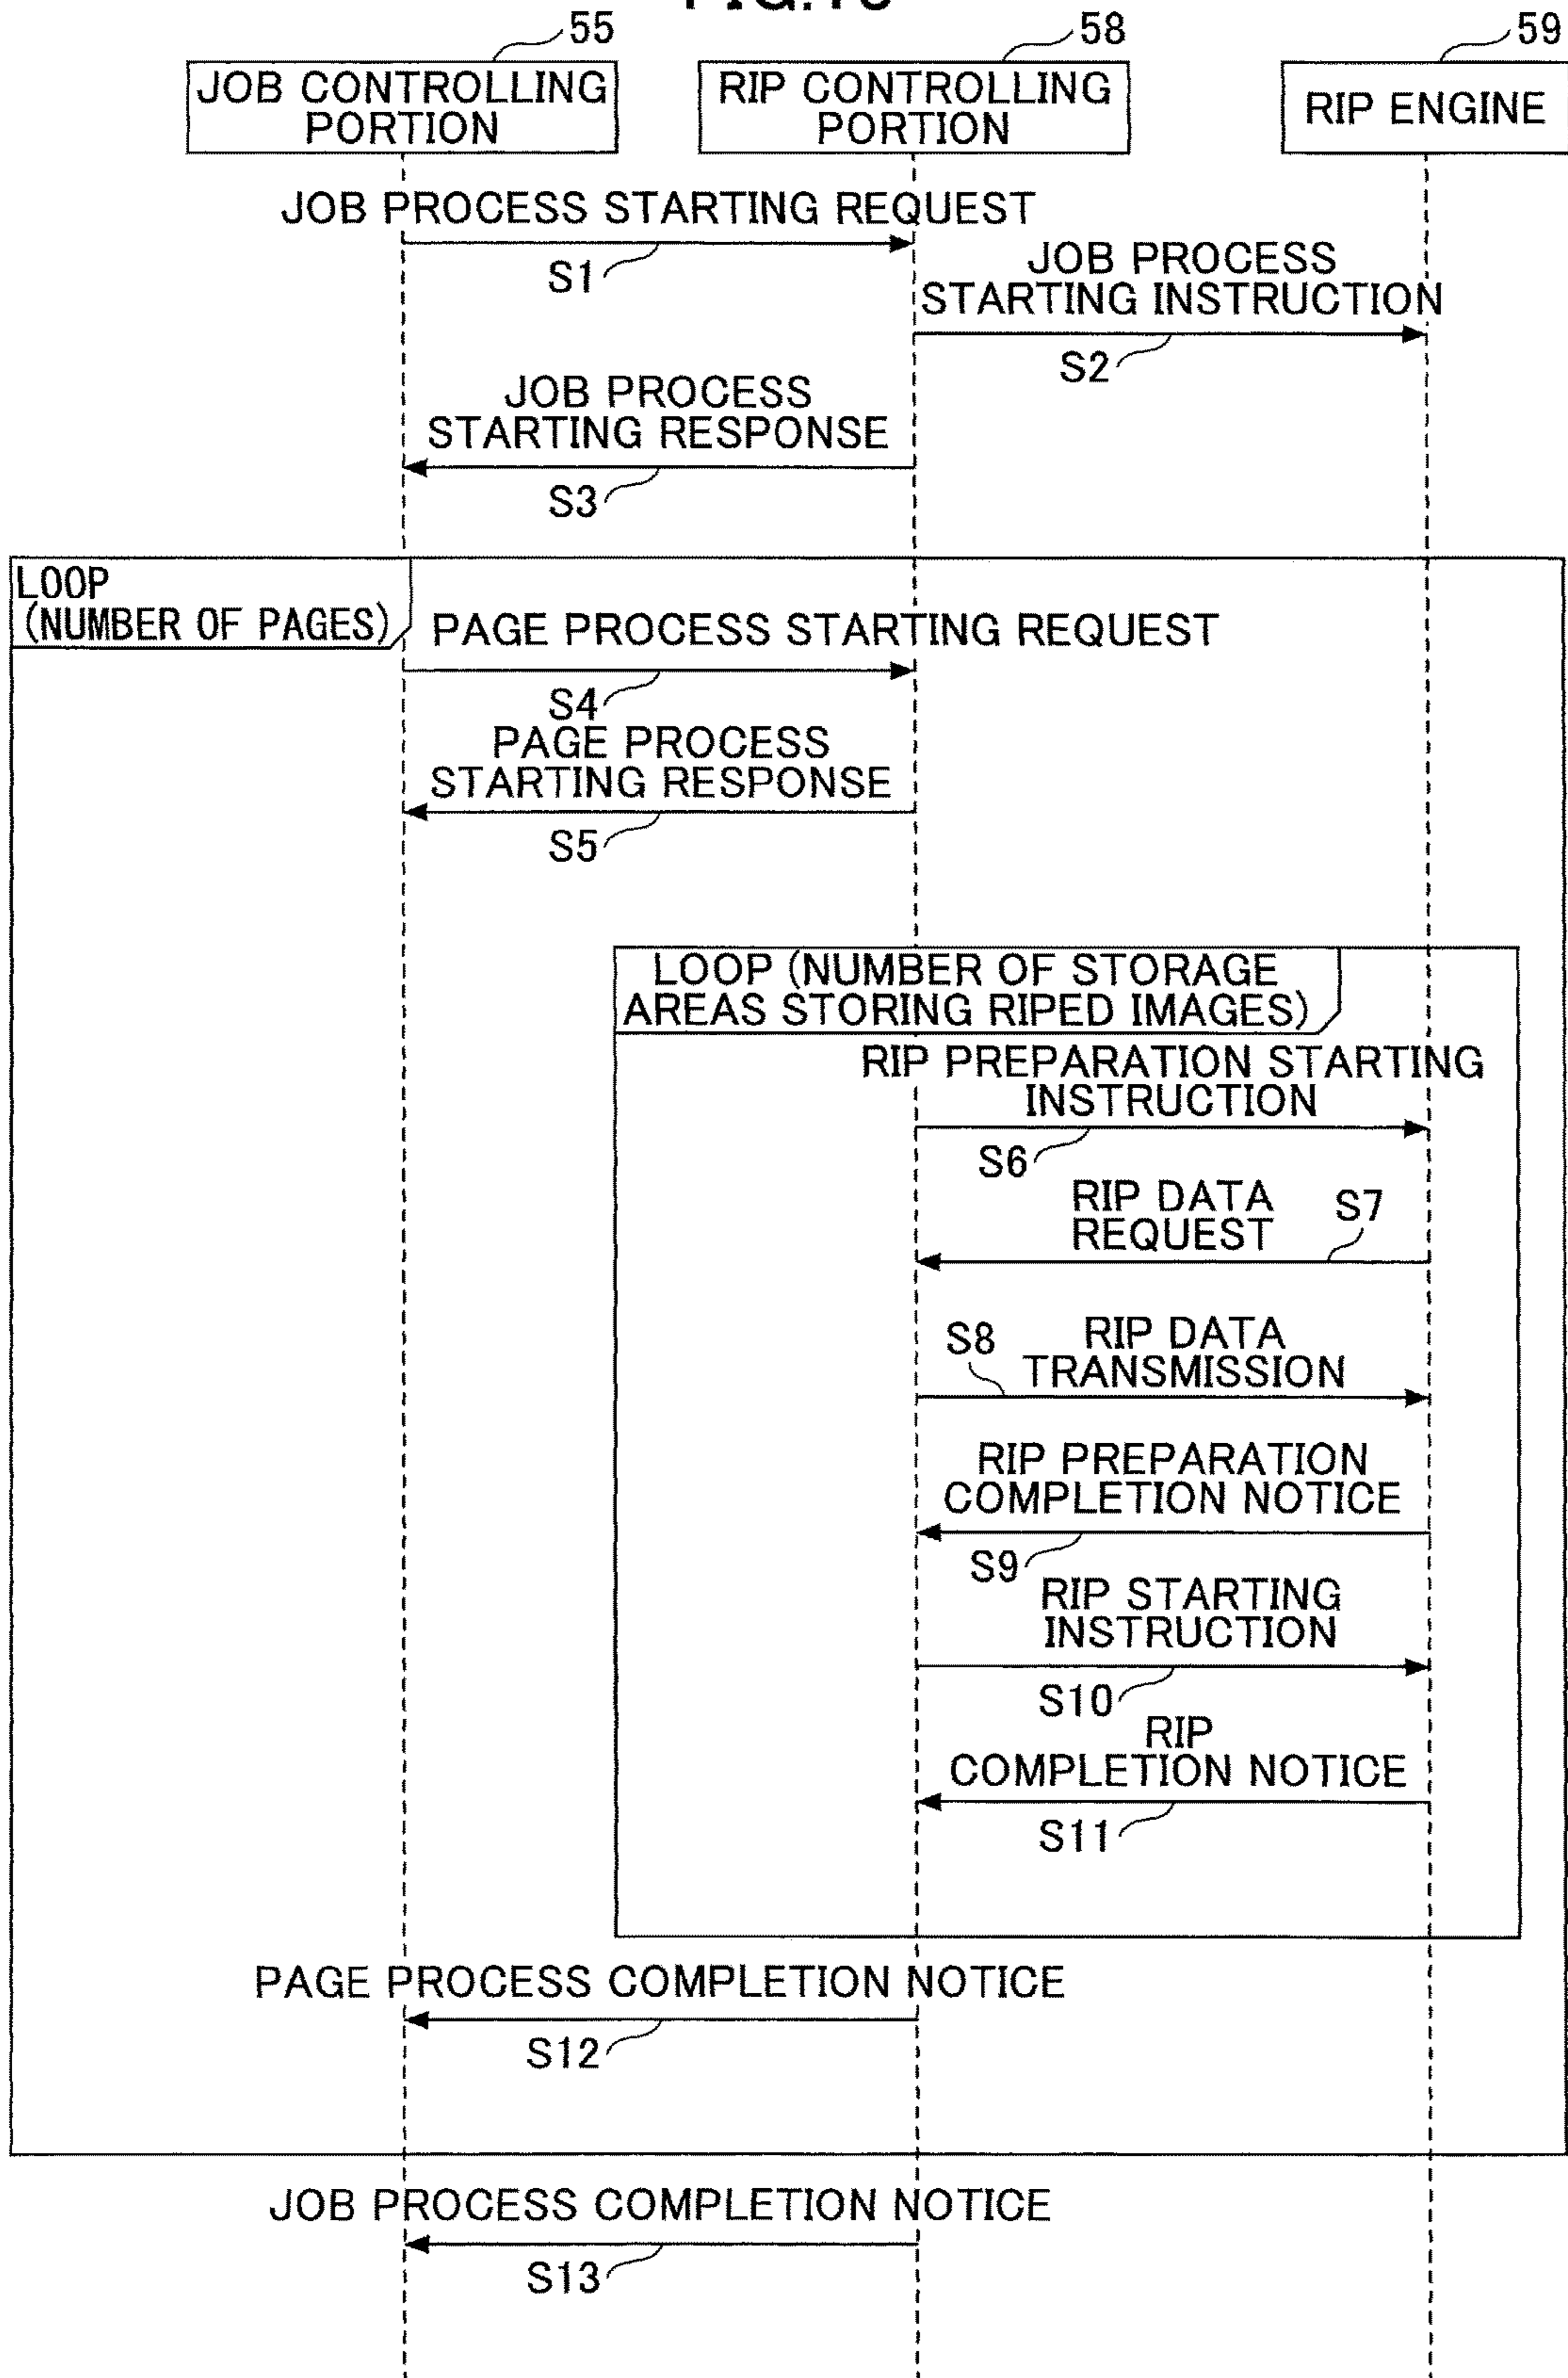 55
58
59
JOB CONTROLLING
PORTION
RIP CONTROLLING
PORTION
RIP ENGINE
JOB PROCESS STARTING REQUEST
S1
JOB PROCESS
STARTING INSTRUCTION
S2
JOB PROCESS
STARTING RESPONSE
S3
LOOP
(NUMBER OF PAGES)
PAGE PROCESS STARTING REQUEST
S4
PAGE PROCESS
STARTING RESPONSE
S5
LOOP (NUMBER OF STORAGE
AREAS STORING RIPED IMAGES)
RIP PREPARATION STARTING
INSTRUCTION
S6
RIP DATA
REQUEST
S7
S8
RIP DATA
TRANSMISSION
RIP PREPARATION
COMPLETION NOTICE
S9
RIP STARTING
INSTRUCTION
S10
RIP
COMPLETION NOTICE
S11
PAGE PROCESS COMPLETION NOTICE
S12
JOB PROCESS COMPLETION NOTICE
S13